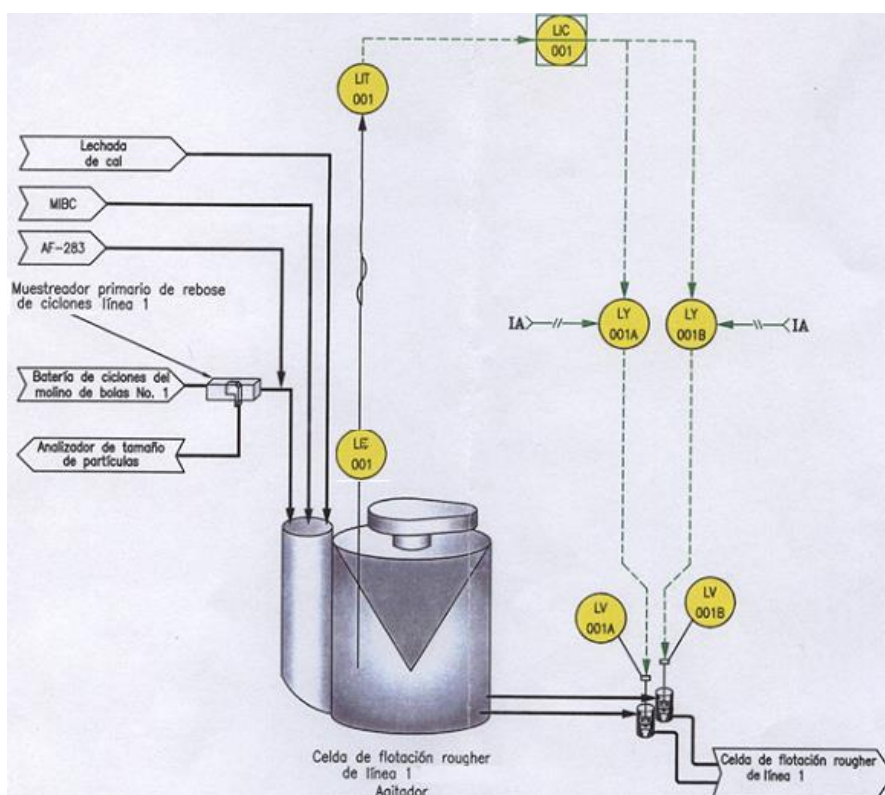 LIC
001
LIT
001
Lechada
de cal
MIBC
AF-283
Muestreador primario de rebose
de ciclones línea 1
IA
LY
001A
LY
001B
IA
Batería de ciclones del
molino de bolas No. 1
Analizador de tamaño
de partículas
LE
001
LV
001A
LV
001B
Celda de flotación rougher
de línea 1
Agitador
Celda de flotación rougher
de línea 1